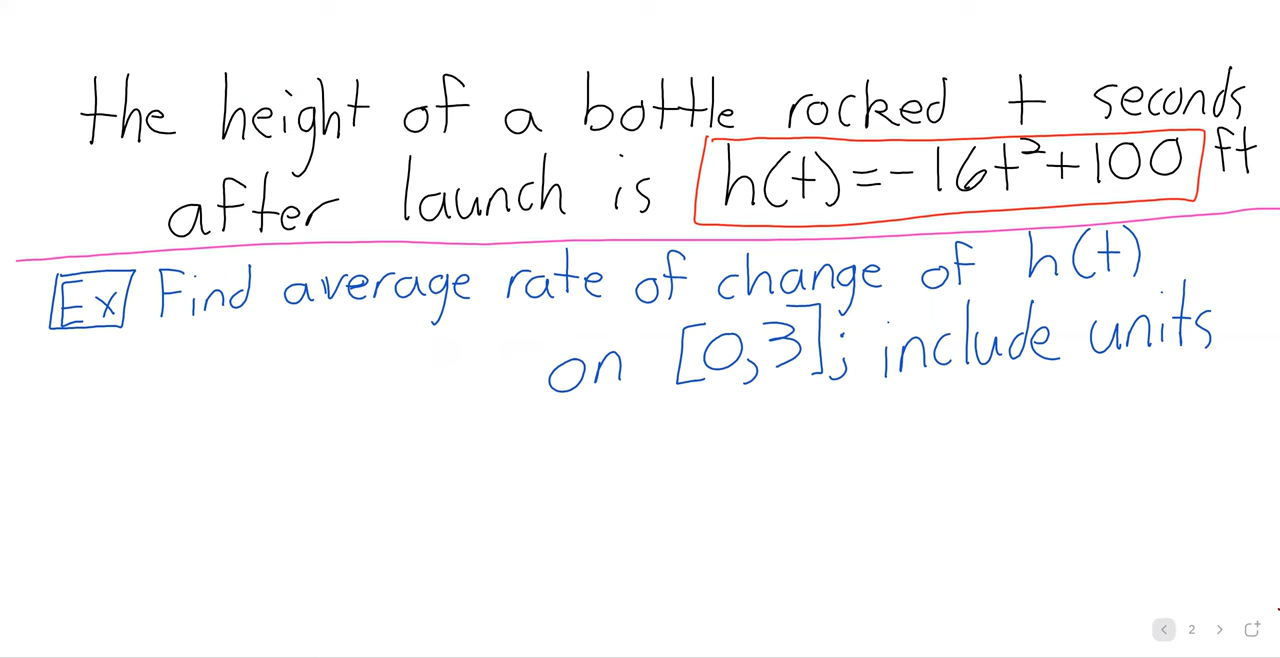 the height of a bottle rocked t seconds
after launch is h(t)=-16t²+100 ft
Ex Find average rate of change of h(t)
on [0,3]; include units
2